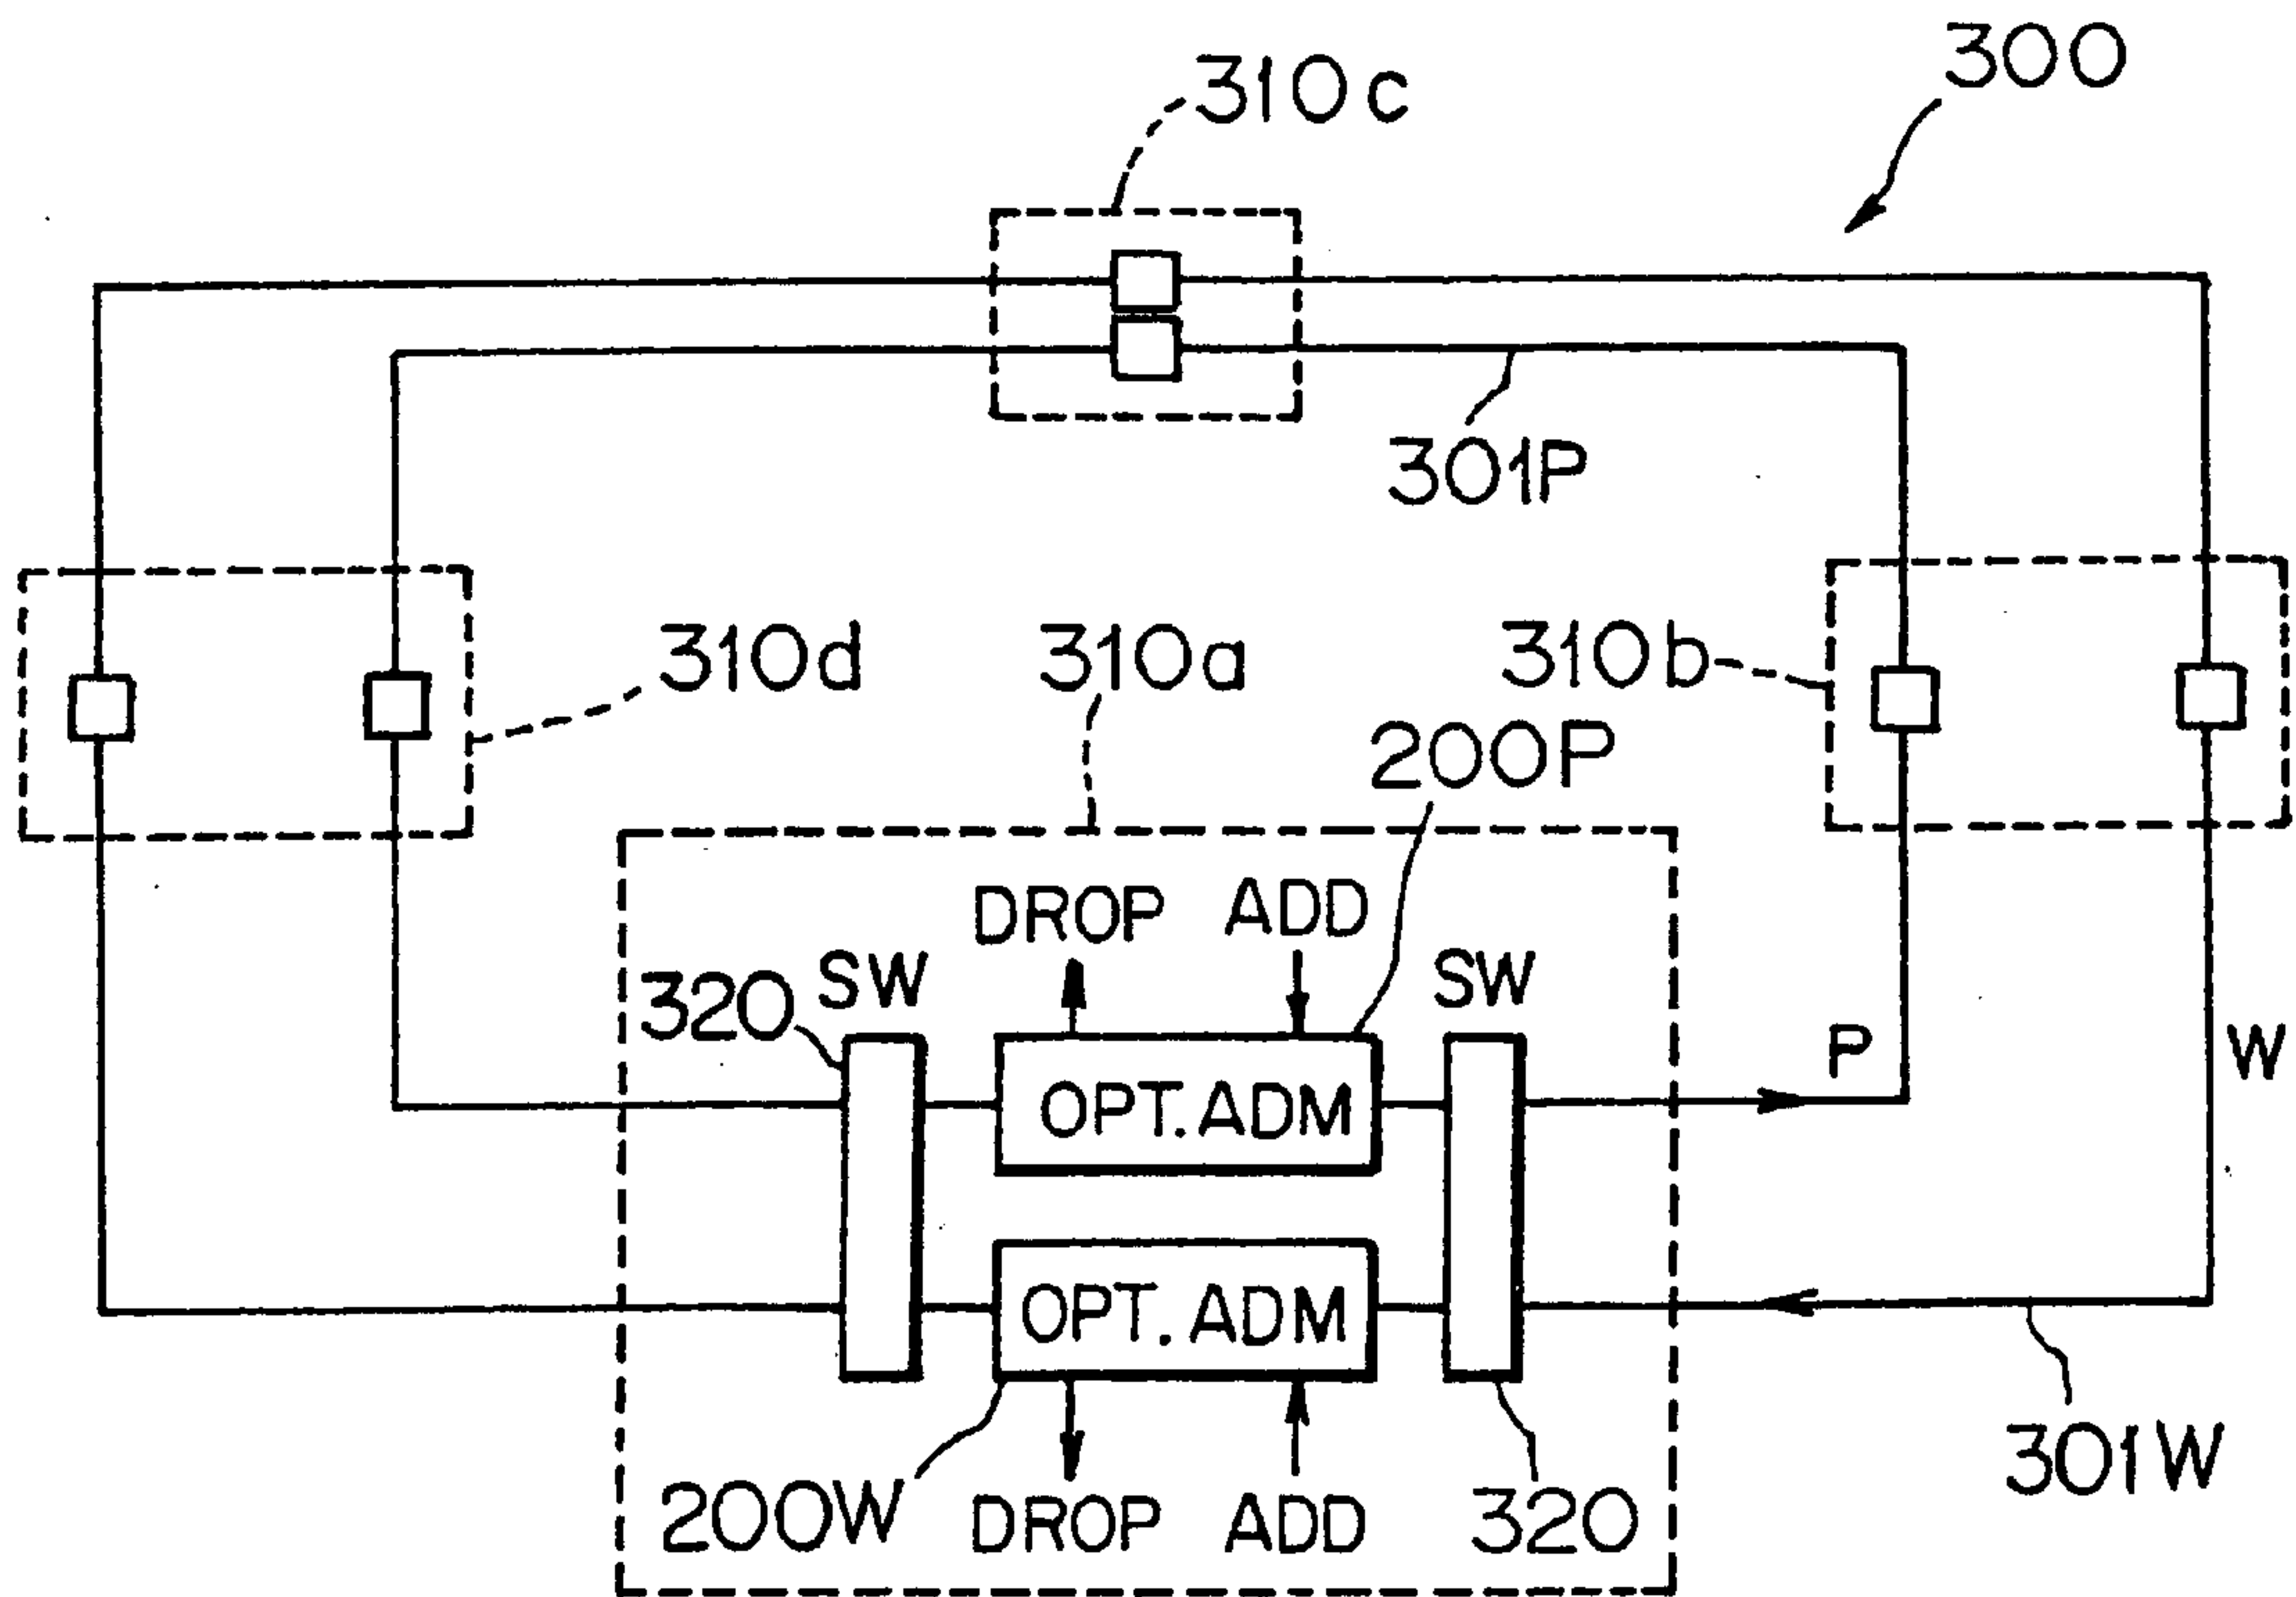 300
310c
301P
310d
310a
310b
200P
DROP ADD
SW
SW
320
P
W
OPT. ADM
OPT. ADM
301W
200W
DROP ADD
320